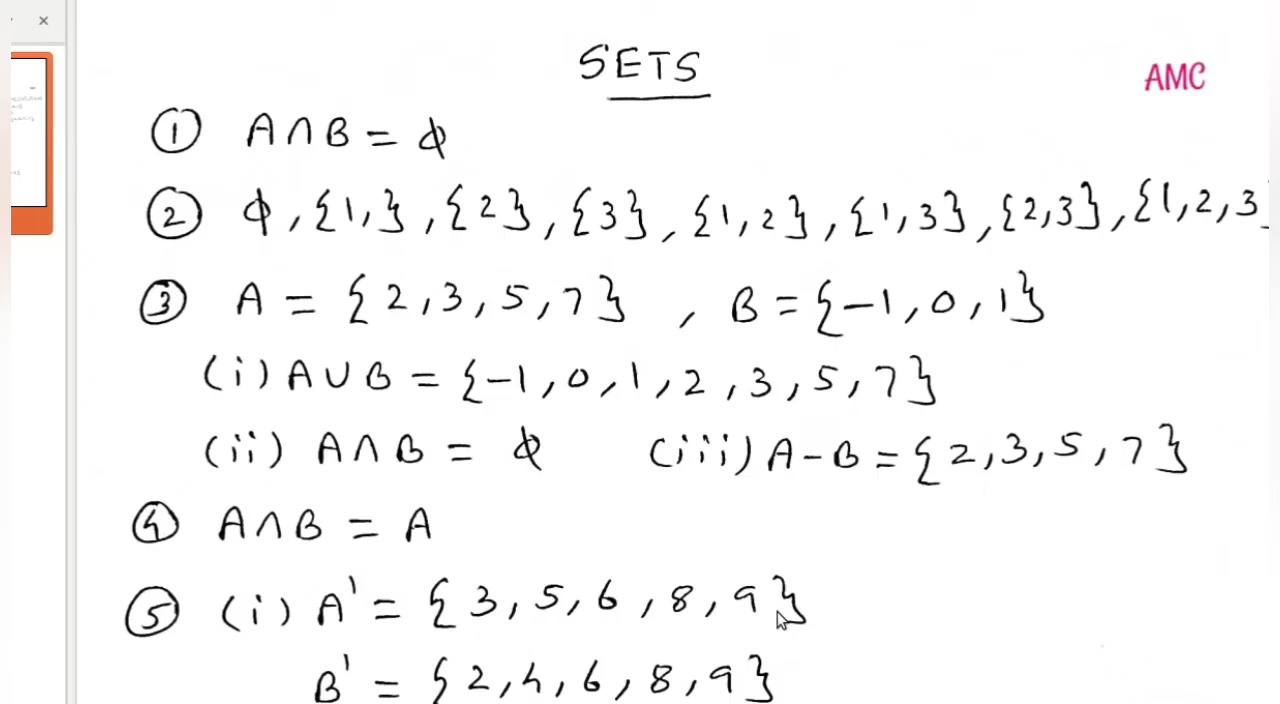 SETS
AMC
① A∩B = ϕ
② ϕ, {1,}, {2}, {3}, {1,2}, {1,3}, {2,3}, {1,2,3}
③ A = {2,3,5,7}, B = {-1,0,1}
(i) A∪B = {-1,0,1,2,3,5,7}
(ii) A∩B = ϕ (iii) A-B = {2,3,5,7}
④ A∩B = A
⑤ (i) A' = {3,5,6,8,9}
B' = {2,4,6,8,9}